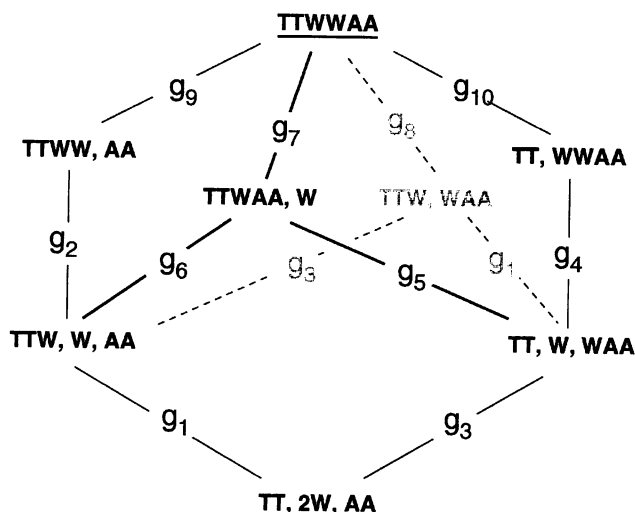 TTWWAA
g9
g10
g7
g8
TTWW, AA
TT, WWAA
TTWAA, W
TTW, WAA
g2
g6
g3
g5
g1
g4
TTW, W, AA
TT, W, WAA
g1
g3
TT, 2W, AA